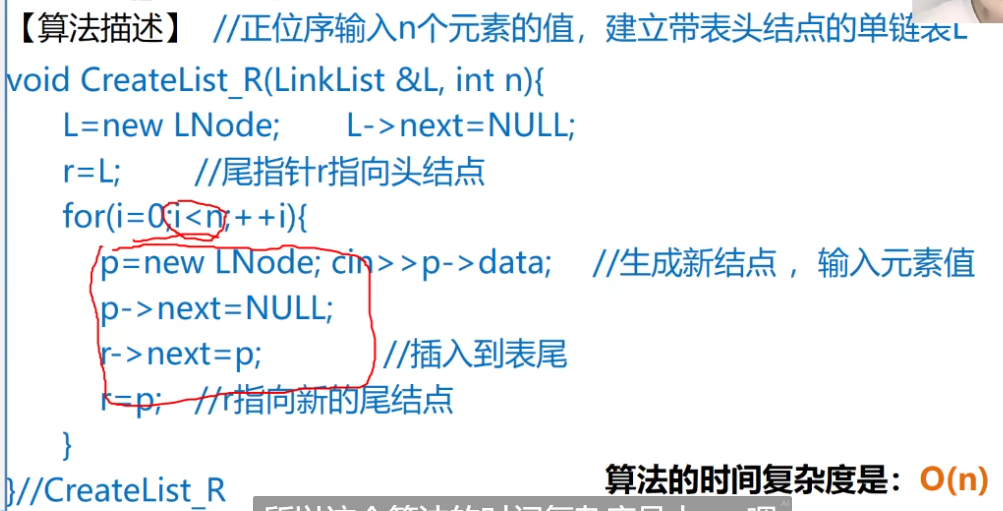 【算法描述】 //正位序输入n个元素的值，建立带表头结点的单链表L
void CreateList_R(LinkList &L, int n){
L=new LNode; L->next=NULL;
r=L; //尾指针r指向头结点
for(i=0;i<n;++i){
p=new LNode; cin>>p->data; //生成新结点，输入元素值
p->next=NULL;
r->next=p; //插入到表尾
r=p; //r指向新的尾结点
}
}//CreateList_R
算法的时间复杂度是：O(n)